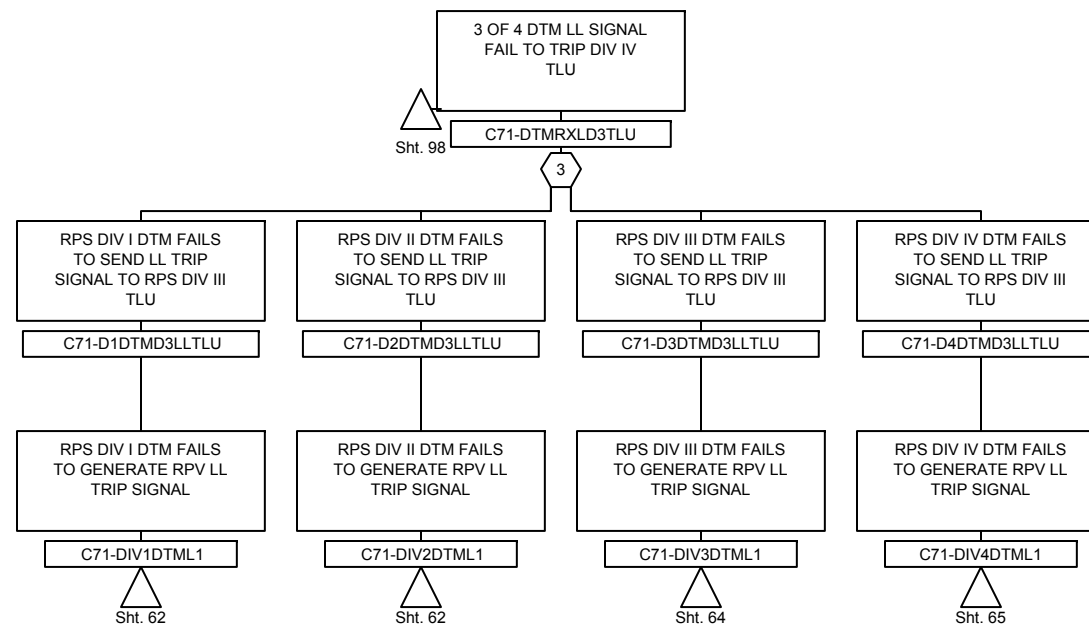 3 OF 4 DTM LL SIGNAL
FAIL TO TRIP DIV IV
TLU
Sht. 98
C71-DTMRXLD3TLU
3
RPS DIV I DTM FAILS
TO SEND LL TRIP
SIGNAL TO RPS DIV III
TLU
C71-D1DTMD3LLTLU
RPS DIV II DTM FAILS
TO SEND LL TRIP
SIGNAL TO RPS DIV III
TLU
C71-D2DTMD3LLTLU
RPS DIV III DTM FAILS
TO SEND LL TRIP
SIGNAL TO RPS DIV III
TLU
C71-D3DTMD3LLTLU
RPS DIV IV DTM FAILS
TO SEND LL TRIP
SIGNAL TO RPS DIV III
TLU
C71-D4DTMD3LLTLU
RPS DIV I DTM FAILS
TO GENERATE RPV LL
TRIP SIGNAL
C71-DIV1DTML1
Sht. 62
RPS DIV II DTM FAILS
TO GENERATE RPV LL
TRIP SIGNAL
C71-DIV2DTML1
Sht. 62
RPS DIV III DTM FAILS
TO GENERATE RPV LL
TRIP SIGNAL
C71-DIV3DTML1
Sht. 64
RPS DIV IV DTM FAILS
TO GENERATE RPV LL
TRIP SIGNAL
C71-DIV4DTML1
Sht. 65